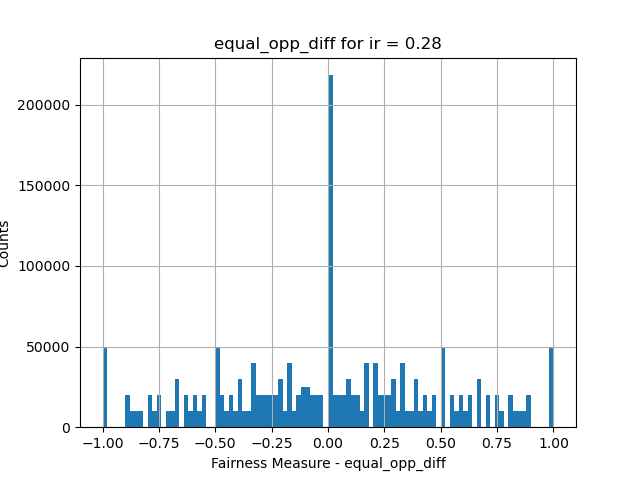 equal_opp_diff for ir = 0.28
Counts
200000
150000
100000
50000
0
−1.00 −0.75 −0.50 −0.25 0.00 0.25 0.50 0.75 1.00
Fairness Measure - equal_opp_diff